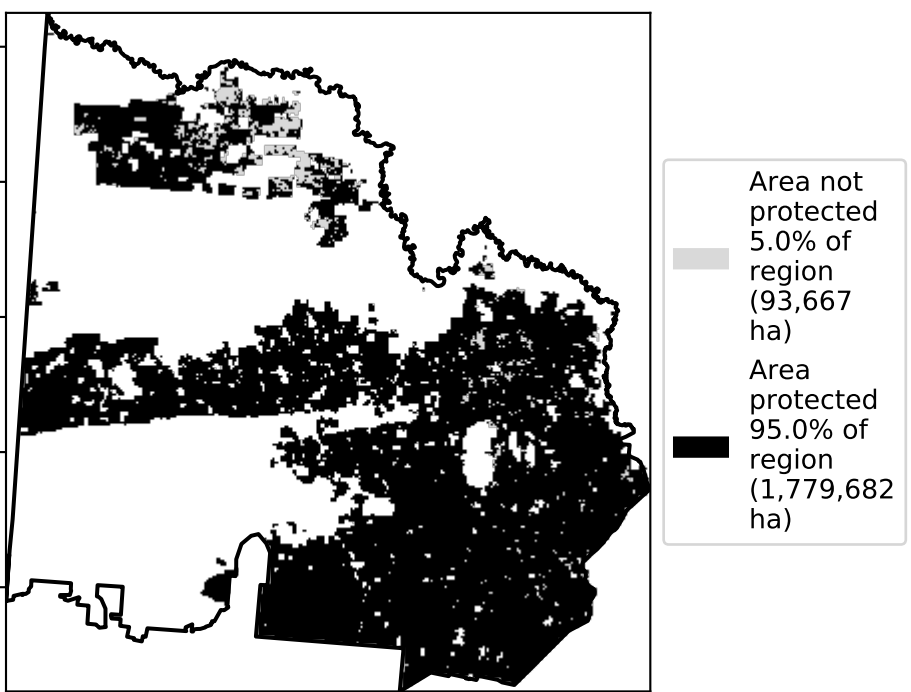 Area not
protected
5.0% of
region
(93,667
ha)
Area
protected
95.0% of
region
(1,779,682
ha)